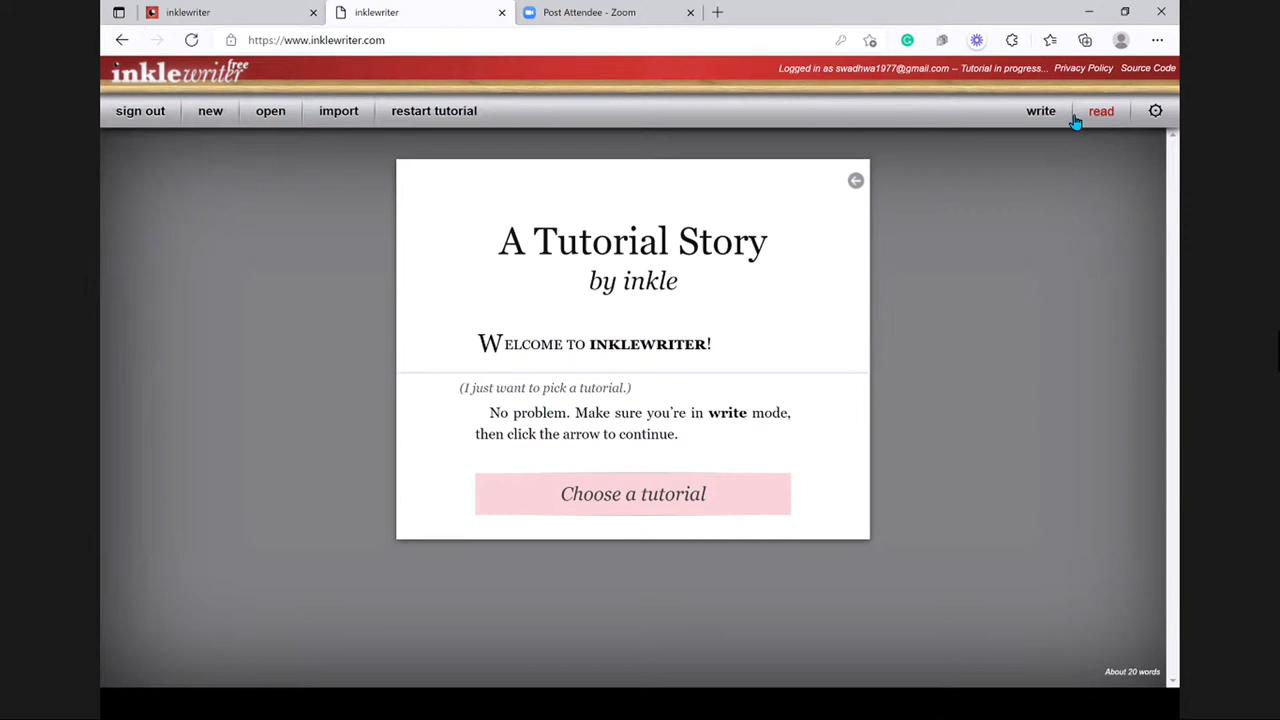 inklewriter
inklewriter
Post Attendee - Zoom
https://www.inklewriter.com
inklewriter free
Logged in as swadhwa1977@gmail.com -- Tutorial in progress... Privacy Policy Source Code
sign out new open import restart tutorial write read
A Tutorial Story
by inkle
WELCOME TO INKLEWRITER!
(I just want to pick a tutorial.)
No problem. Make sure you're in write mode,
then click the arrow to continue.
Choose a tutorial
About 20 words